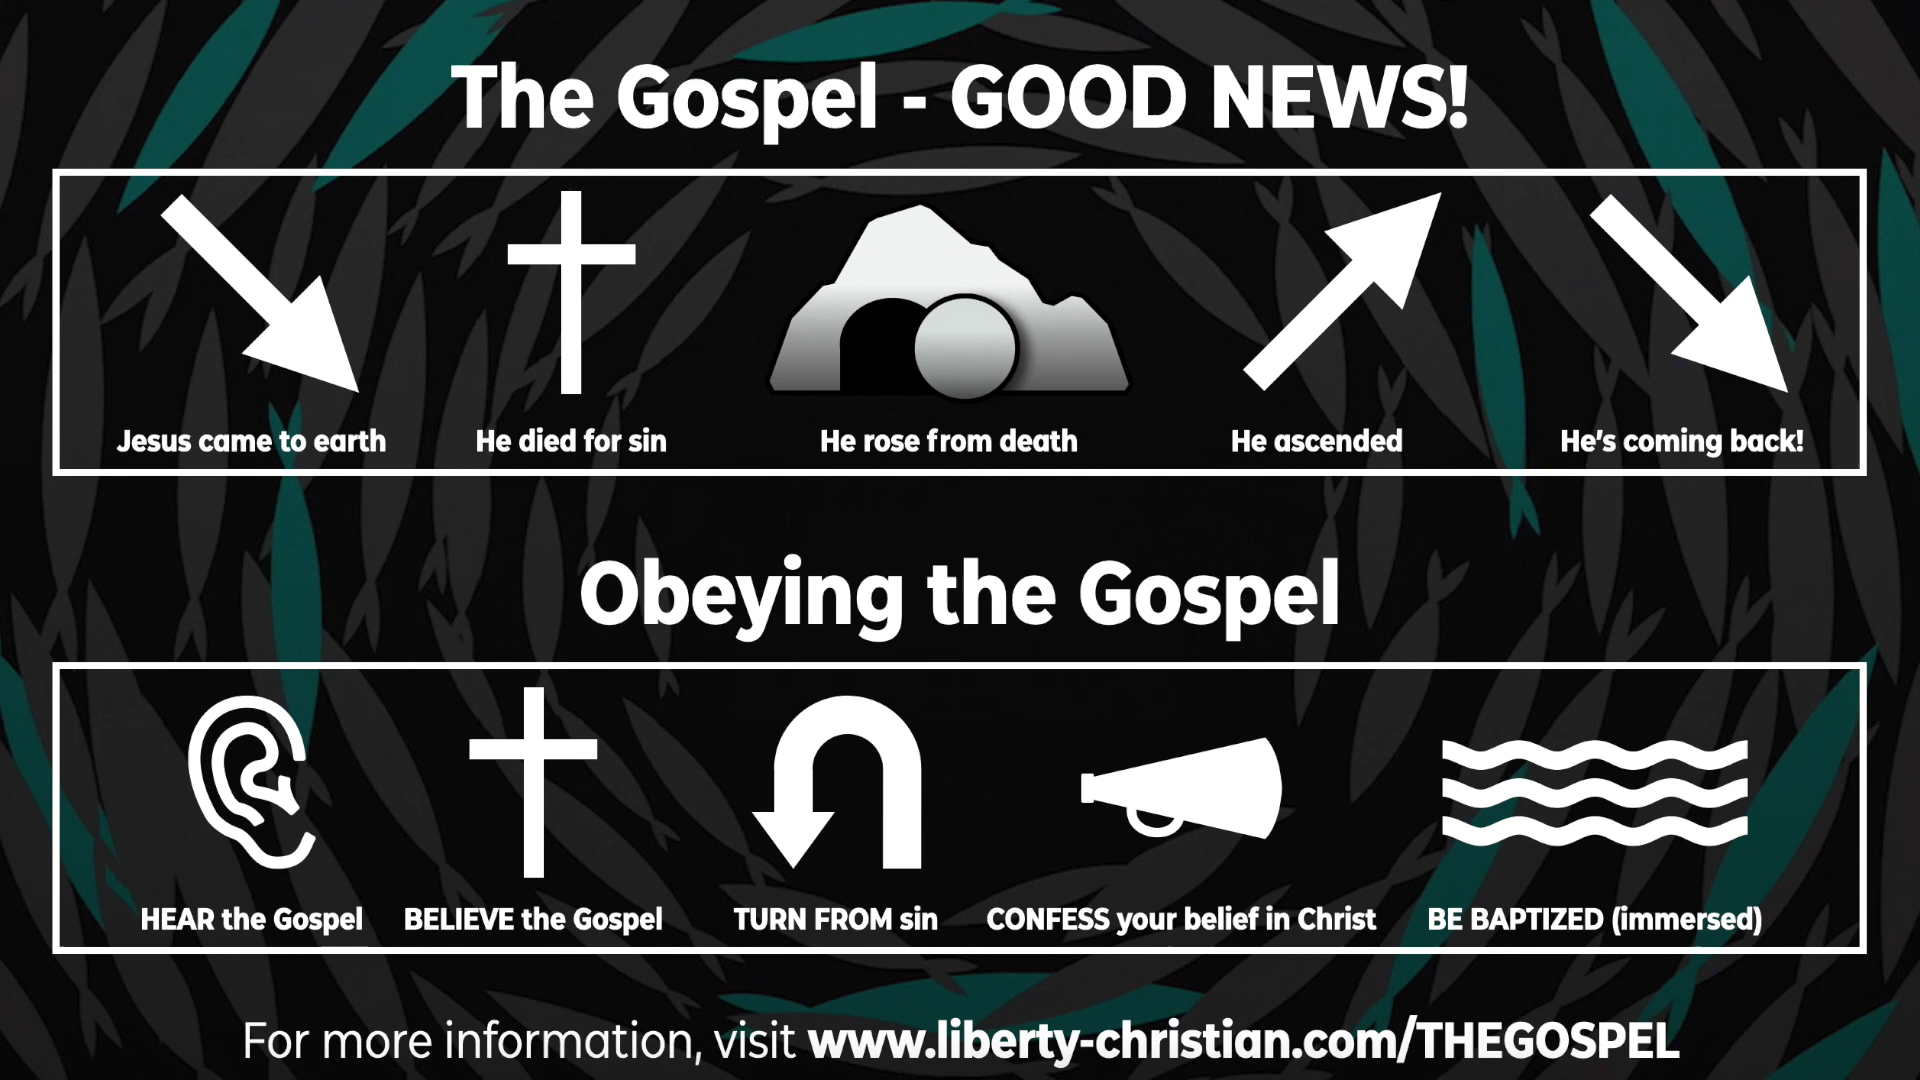 The Gospel - GOOD NEWS!
Jesus came to earth
He died for sin
He rose from death
He ascended
He's coming back!
Obeying the Gospel
HEAR the Gospel
BELIEVE the Gospel
TURN FROM sin
CONFESS your belief in Christ
BE BAPTIZED (immersed)
For more information, visit www.liberty-christian.com/THEGOSPEL